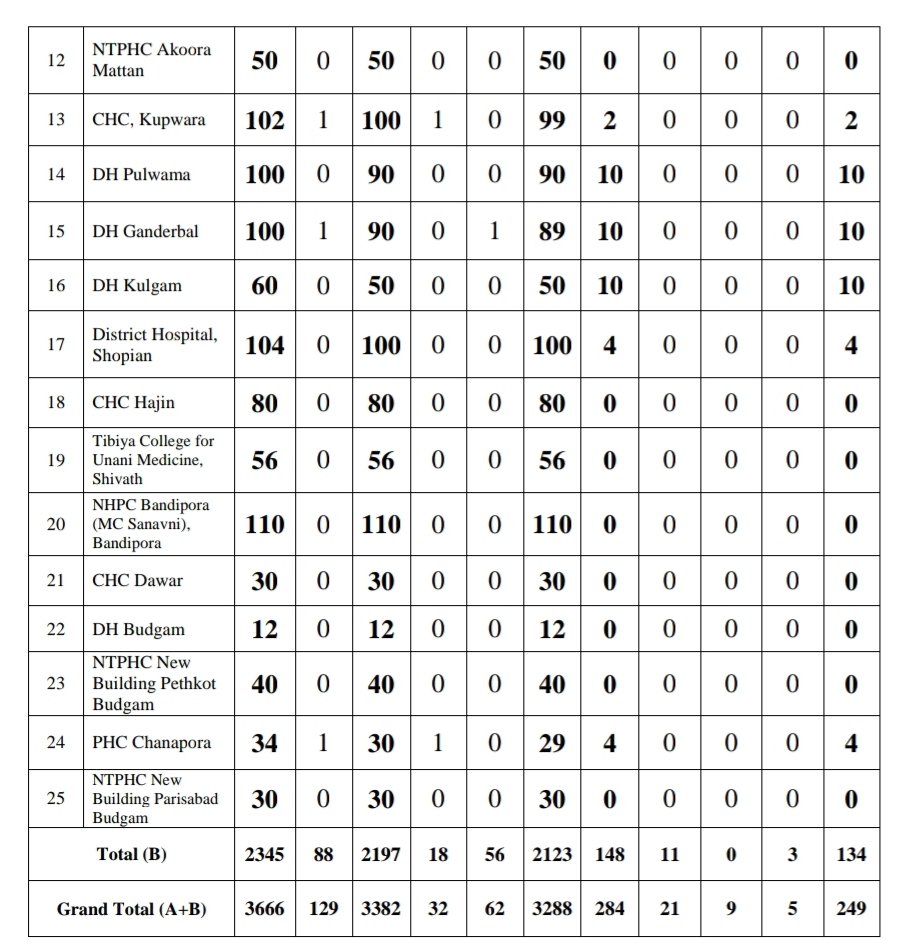 12 NTPHC Akoora Mattan 50 0 50 0 0 50 0 0 0 0 0
13 CHC, Kupwara 102 1 100 1 0 99 2 0 0 0 2
14 DH Pulwama 100 0 90 0 0 90 10 0 0 0 10
15 DH Ganderbal 100 1 90 0 1 89 10 0 0 0 10
16 DH Kulgam 60 0 50 0 0 50 10 0 0 0 10
17 District Hospital, Shopian 104 0 100 0 0 100 4 0 0 0 4
18 CHC Hajin 80 0 80 0 0 80 0 0 0 0 0
19 Tibiya College for Unani Medicine, Shivath 56 0 56 0 0 56 0 0 0 0 0
20 NHPC Bandipora (MC Sanavni), Bandipora 110 0 110 0 0 110 0 0 0 0 0
21 CHC Dawar 30 0 30 0 0 30 0 0 0 0 0
22 DH Budgam 12 0 12 0 0 12 0 0 0 0 0
23 NTPHC New Building Pethkot Budgam 40 0 40 0 0 40 0 0 0 0 0
24 PHC Chanapora 34 1 30 1 0 29 4 0 0 0 4
25 NTPHC New Building Parisabad Budgam 30 0 30 0 0 30 0 0 0 0 0
Total (B) 2345 88 2197 18 56 2123 148 11 0 3 134
Grand Total (A+B) 3666 129 3382 32 62 3288 284 21 9 5 249